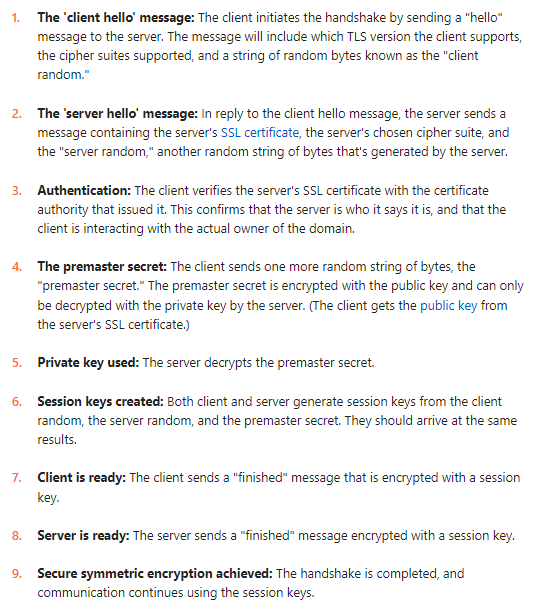 1. The 'client hello' message: The client initiates the handshake by sending a "hello"
message to the server. The message will include which TLS version the client supports,
the cipher suites supported, and a string of random bytes known as the "client
random."
2. The 'server hello' message: In reply to the client hello message, the server sends a
message containing the server's SSL certificate, the server's chosen cipher suite, and
the "server random," another random string of bytes that's generated by the server.
3. Authentication: The client verifies the server's SSL certificate with the certificate
authority that issued it. This confirms that the server is who it says it is, and that the
client is interacting with the actual owner of the domain.
4. The premaster secret: The client sends one more random string of bytes, the
"premaster secret." The premaster secret is encrypted with the public key and can only
be decrypted with the private key by the server. (The client gets the public key from
the server's SSL certificate.)
5. Private key used: The server decrypts the premaster secret.
6. Session keys created: Both client and server generate session keys from the client
random, the server random, and the premaster secret. They should arrive at the same
results.
7. Client is ready: The client sends a "finished" message that is encrypted with a session
key.
8. Server is ready: The server sends a "finished" message encrypted with a session key.
9. Secure symmetric encryption achieved: The handshake is completed, and
communication continues using the session keys.